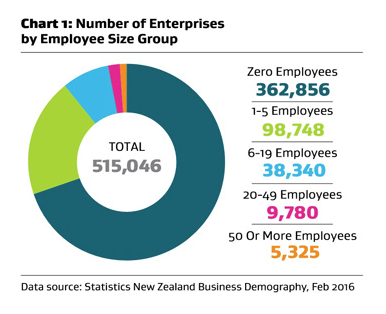 Chart 1: Number of Enterprises
by Employee Size Group
TOTAL
515,046
Zero Employees
362,856
1-5 Employees
98,748
6-19 Employees
38,340
20-49 Employees
9,780
50 Or More Employees
5,325
Data source: Statistics New Zealand Business Demography, Feb 2016